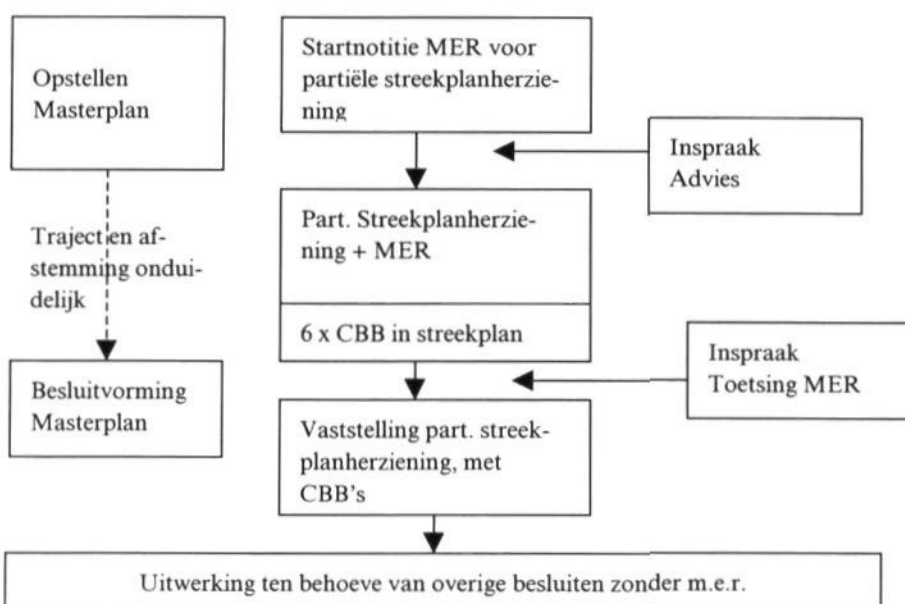 Opstellen
Masterplan
Traject en af-
stemming ondui-
delijk
Besluitvorming
Masterplan
Startnotitie MER voor
partiële streekplanherzie-
ning
Inspraak
Advies
Part. Streekplanherzie-
ning + MER
6 x CBB in streekplan
Inspraak
Toetsing MER
Vaststelling part. streek-
planherziening, met
CBB's
Uitwerking ten behoeve van overige besluiten zonder m.e.r.